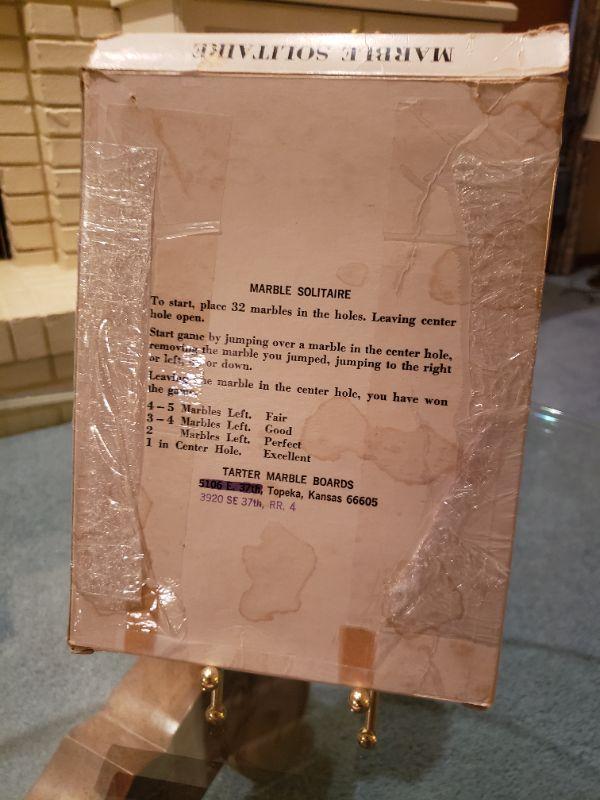 MARBLE SOLITAIRE
MARBLE SOLITAIRE
To start, place 32 marbles in the holes. Leaving center
hole open.
Start game by jumping over a marble in the center hole,
removing the marble you jumped, jumping to the right
or left, or down.
Leaving marble in the center hole, you have won
the game.
4-5 Marbles Left. Fair
3-4 Marbles Left. Good
2 Marbles Left. Perfect
1 in Center Hole. Excellent
TARTER MARBLE BOARDS
5106 E. 37th, Topeka, Kansas 66605
3920 SE 37th, RR. 4